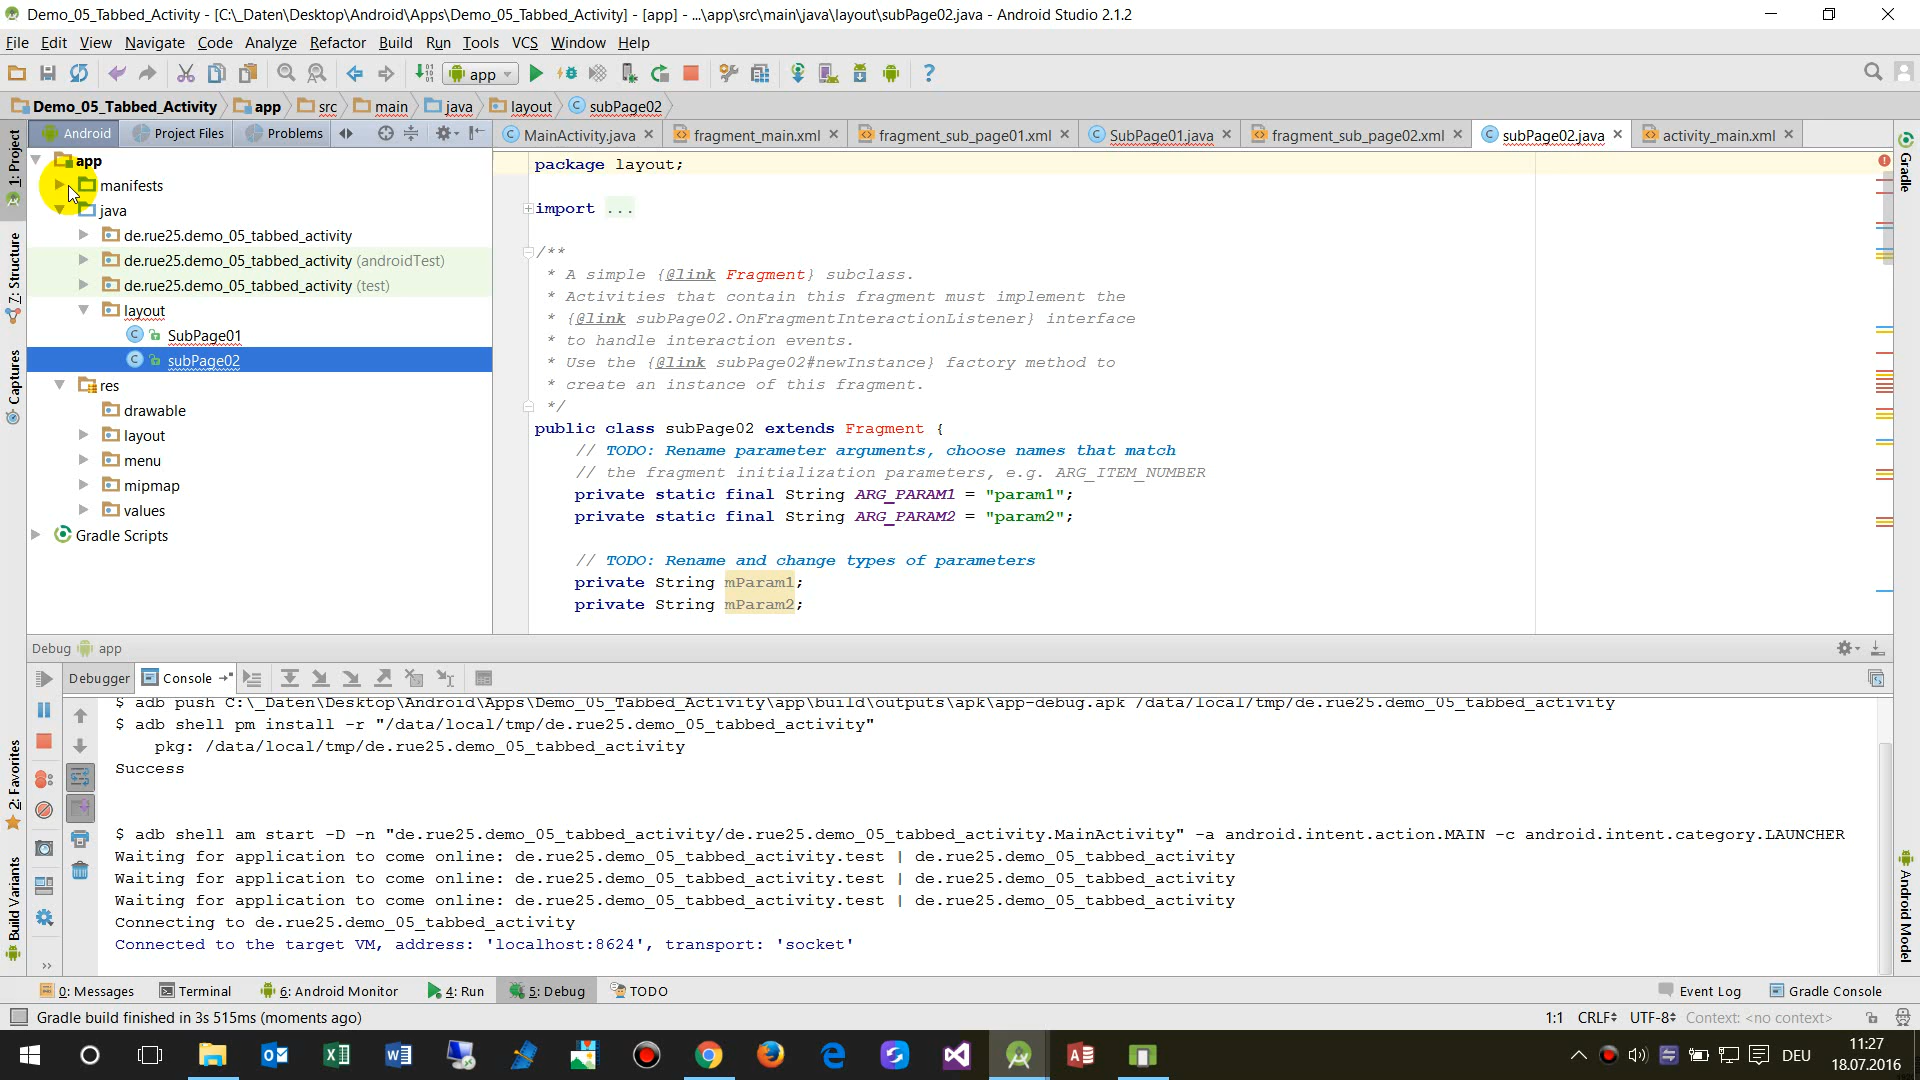 Demo_05_Tabbed_Activity - [C:\_Daten\Desktop\Android\Apps\Demo_05_Tabbed_Activity] - [app] - ...\app\src\main\java\layout\subPage02.java - Android Studio 2.1.2
File Edit View Navigate Code Analyze Refactor Build Run Tools VCS Window Help
app
Demo_05_Tabbed_Activity app src main java layout subPage02
Android Project Files Problems
MainActivity.java fragment_main.xml fragment_sub_page01.xml SubPage01.java fragment_sub_page02.xml subPage02.java activity_main.xml
1: Project
7: Structure
Captures
2: Favorites
Build Variants
app
manifests
java
de.rue25.demo_05_tabbed_activity
de.rue25.demo_05_tabbed_activity (androidTest)
de.rue25.demo_05_tabbed_activity (test)
layout
SubPage01
subPage02
res
drawable
layout
menu
mipmap
values
Gradle Scripts
package layout;
import ...
/**
* A simple {@link Fragment} subclass.
* Activities that contain this fragment must implement the
* {@link subPage02.OnFragmentInteractionListener} interface
* to handle interaction events.
* Use the {@link subPage02#newInstance} factory method to
* create an instance of this fragment.
*/
public class subPage02 extends Fragment {
// TODO: Rename parameter arguments, choose names that match
// the fragment initialization parameters, e.g. ARG_ITEM_NUMBER
private static final String ARG_PARAM1 = "param1";
private static final String ARG_PARAM2 = "param2";
// TODO: Rename and change types of parameters
private String mParam1;
private String mParam2;
Gradle
Android Model
Debug app
Debugger Console
$ adb push C:\_Daten\Desktop\Android\Apps\Demo_05_Tabbed_Activity\app\build\outputs\apk\app-debug.apk /data/local/tmp/de.rue25.demo_05_tabbed_activity
$ adb shell pm install -r "/data/local/tmp/de.rue25.demo_05_tabbed_activity"
pkg: /data/local/tmp/de.rue25.demo_05_tabbed_activity
Success
$ adb shell am start -D -n "de.rue25.demo_05_tabbed_activity/de.rue25.demo_05_tabbed_activity.MainActivity" -a android.intent.action.MAIN -c android.intent.category.LAUNCHER
Waiting for application to come online: de.rue25.demo_05_tabbed_activity.test | de.rue25.demo_05_tabbed_activity
Waiting for application to come online: de.rue25.demo_05_tabbed_activity.test | de.rue25.demo_05_tabbed_activity
Waiting for application to come online: de.rue25.demo_05_tabbed_activity.test | de.rue25.demo_05_tabbed_activity
Connecting to de.rue25.demo_05_tabbed_activity
Connected to the target VM, address: 'localhost:8624', transport: 'socket'
0: Messages Terminal 6: Android Monitor 4: Run 5: Debug TODO Event Log Gradle Console
Gradle build finished in 3s 515ms (moments ago) 1:1 CRLF UTF-8 Context: <no context>
DEU 11:27
18.07.2016